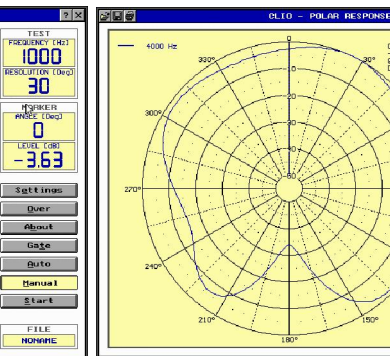 ? X
TEST
FREQUENCY [Hz]
1000
RESOLUTION [Deg]
30
MARKER
ANGLE [Deg]
0
LEVEL [dB]
-3.63
Settings
Over
About
Gate
Auto
Manual
Start
FILE
NONAME
CLIO - POLAR RESPONSE
4000 Hz
0
330°
30°
-10
-20
300°
-30
-40
-50
270°
240°
210°
150°
180°